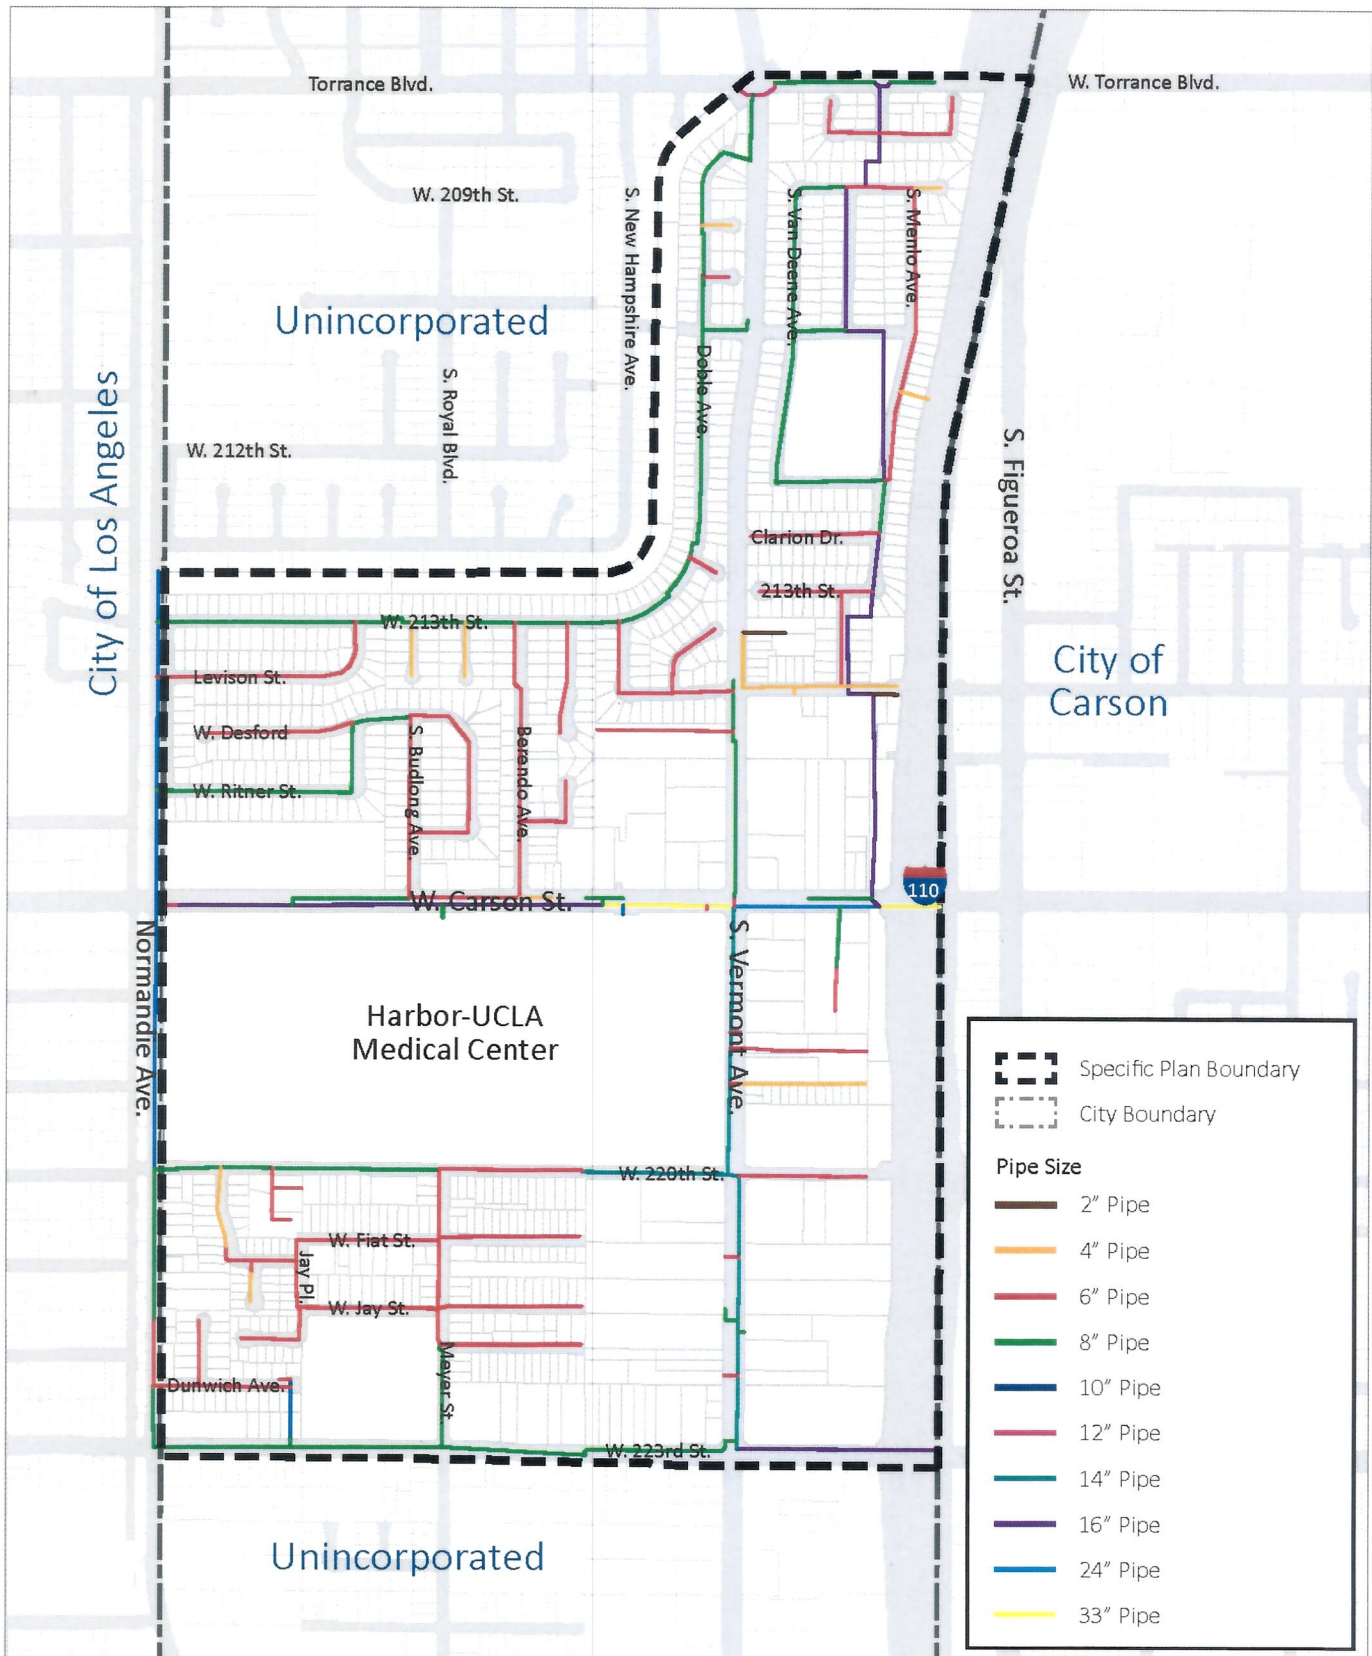 Torrance Blvd.
W. Torrance Blvd.
W. 209th St.
S. New Hampshire Ave.
S. Van Deene Ave.
S. Menlo Ave.
Unincorporated
Doble Ave.
S. Royal Blvd.
City of Los Angeles
W. 212th St.
S. Figueroa St.
Clarion Dr.
213th St.
W. 213th St.
City of
Carson
Levison St.
W. Desford
S. Budlong Ave.
Berendo Ave.
W. Ritner St.
110
W. Carson St.
Normandie Ave.
S. Vermont Ave.
Harbor-UCLA
Medical Center
W. 220th St.
W. Fiat St.
Jay Pl.
W. Jay St.
Meyer St.
Dunwich Ave.
W. 223rd St.
Unincorporated
Specific Plan Boundary
City Boundary
Pipe Size
2” Pipe
4” Pipe
6” Pipe
8” Pipe
10” Pipe
12” Pipe
14” Pipe
16” Pipe
24” Pipe
33” Pipe